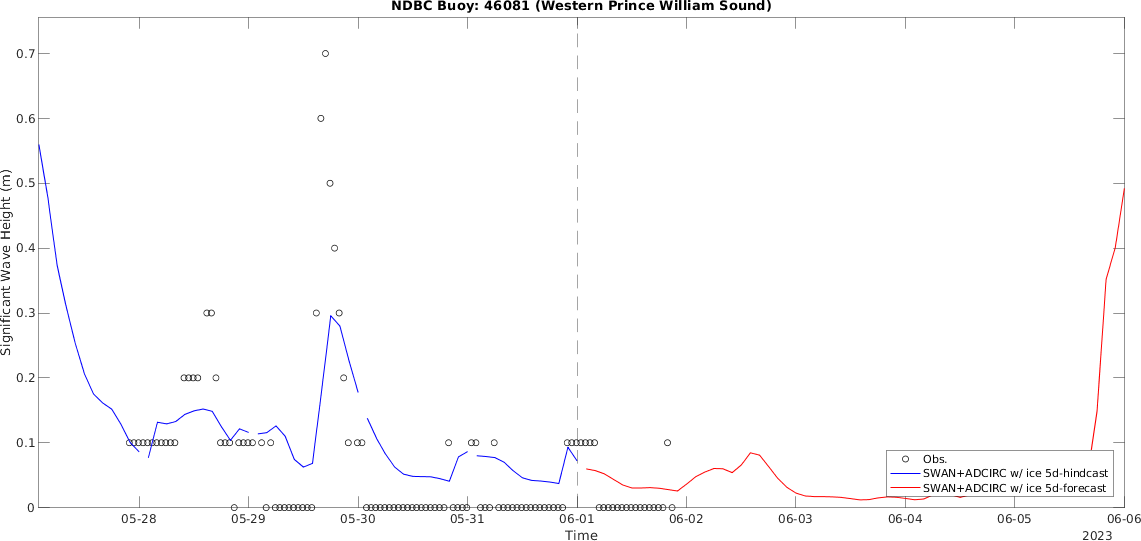 NDBC Buoy: 46081 (Western Prince William Sound)
Significant Wave Height (m)
0.7
0.6
0.5
0.4
0.3
0.2
0.1
0
Obs.
SWAN+ADCIRC w/ ice 5d-hindcast
SWAN+ADCIRC w/ ice 5d-forecast
05-28 05-29 05-30 05-31 06-01 06-02 06-03 06-04 06-05 06-06
Time
2023